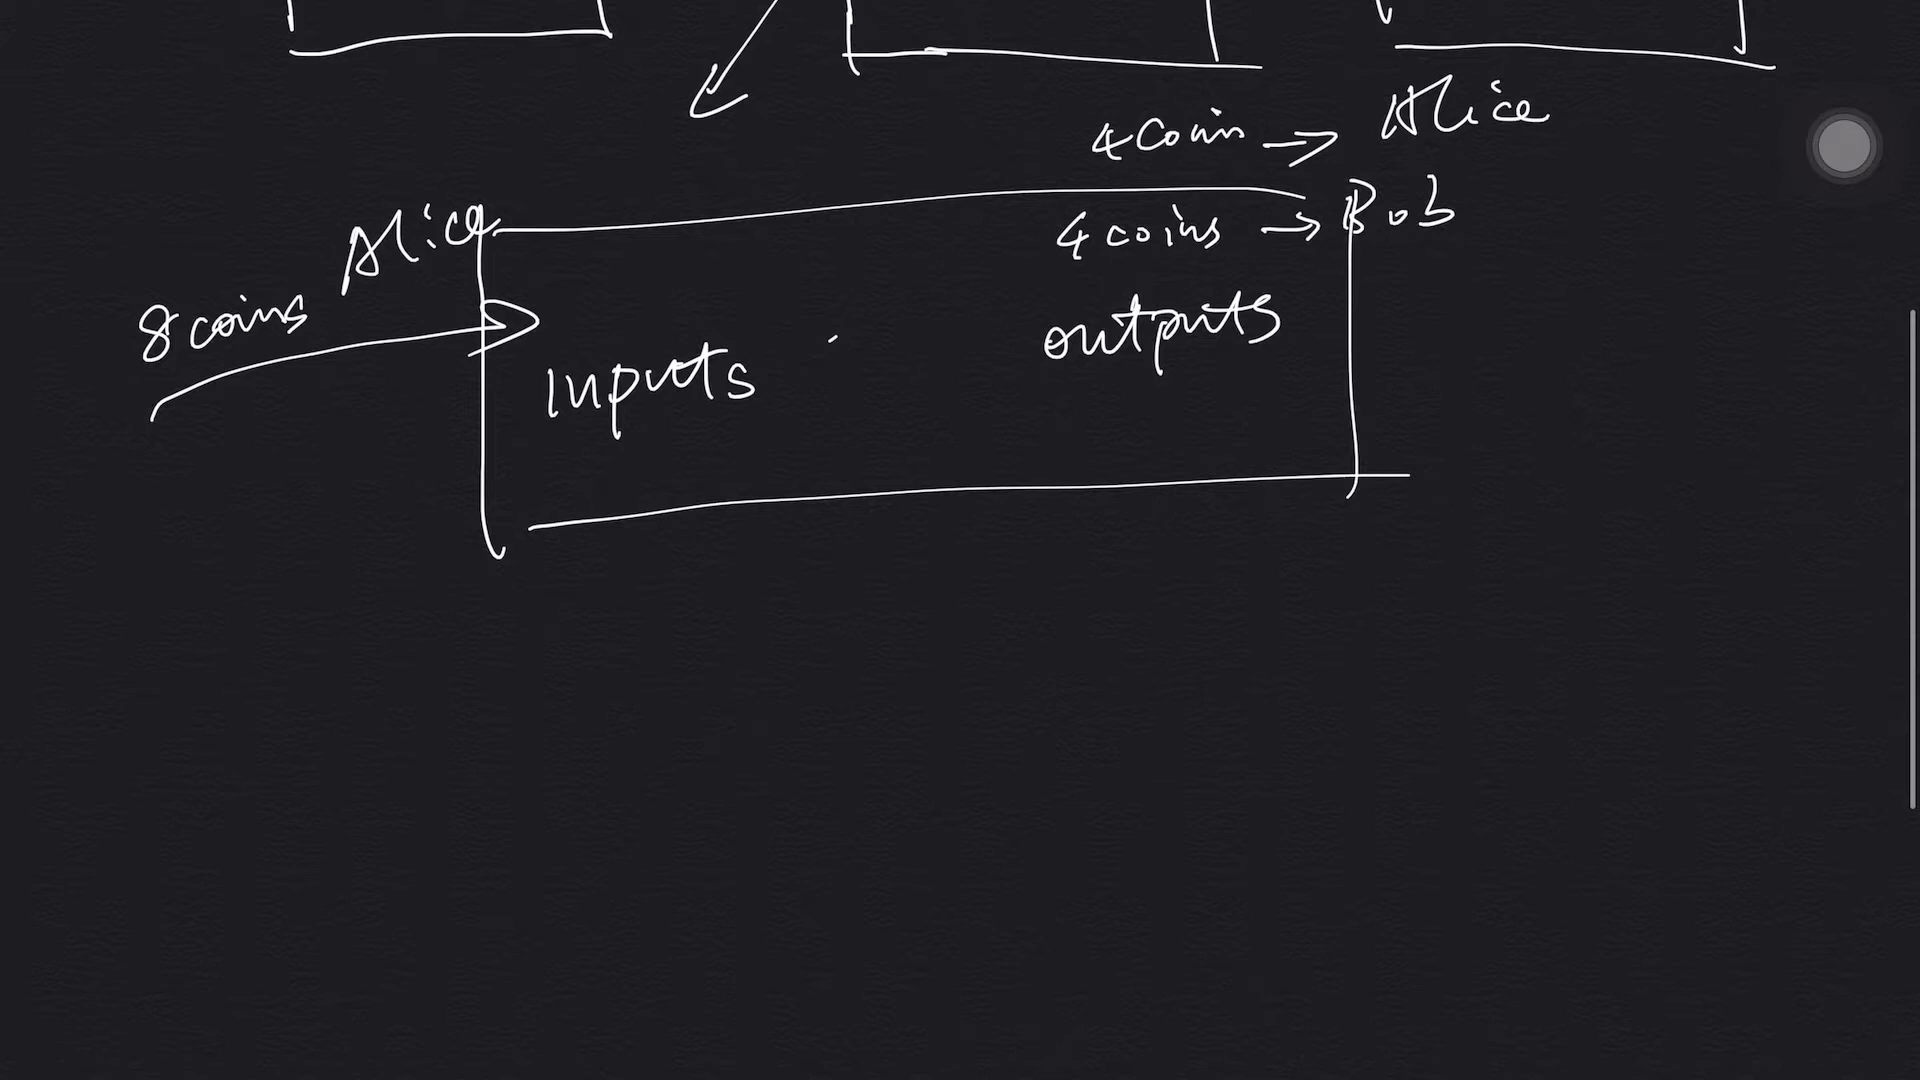 4 Coin → Alice
4 coins → Bob
Alice
8 coins
outputs
Inputs